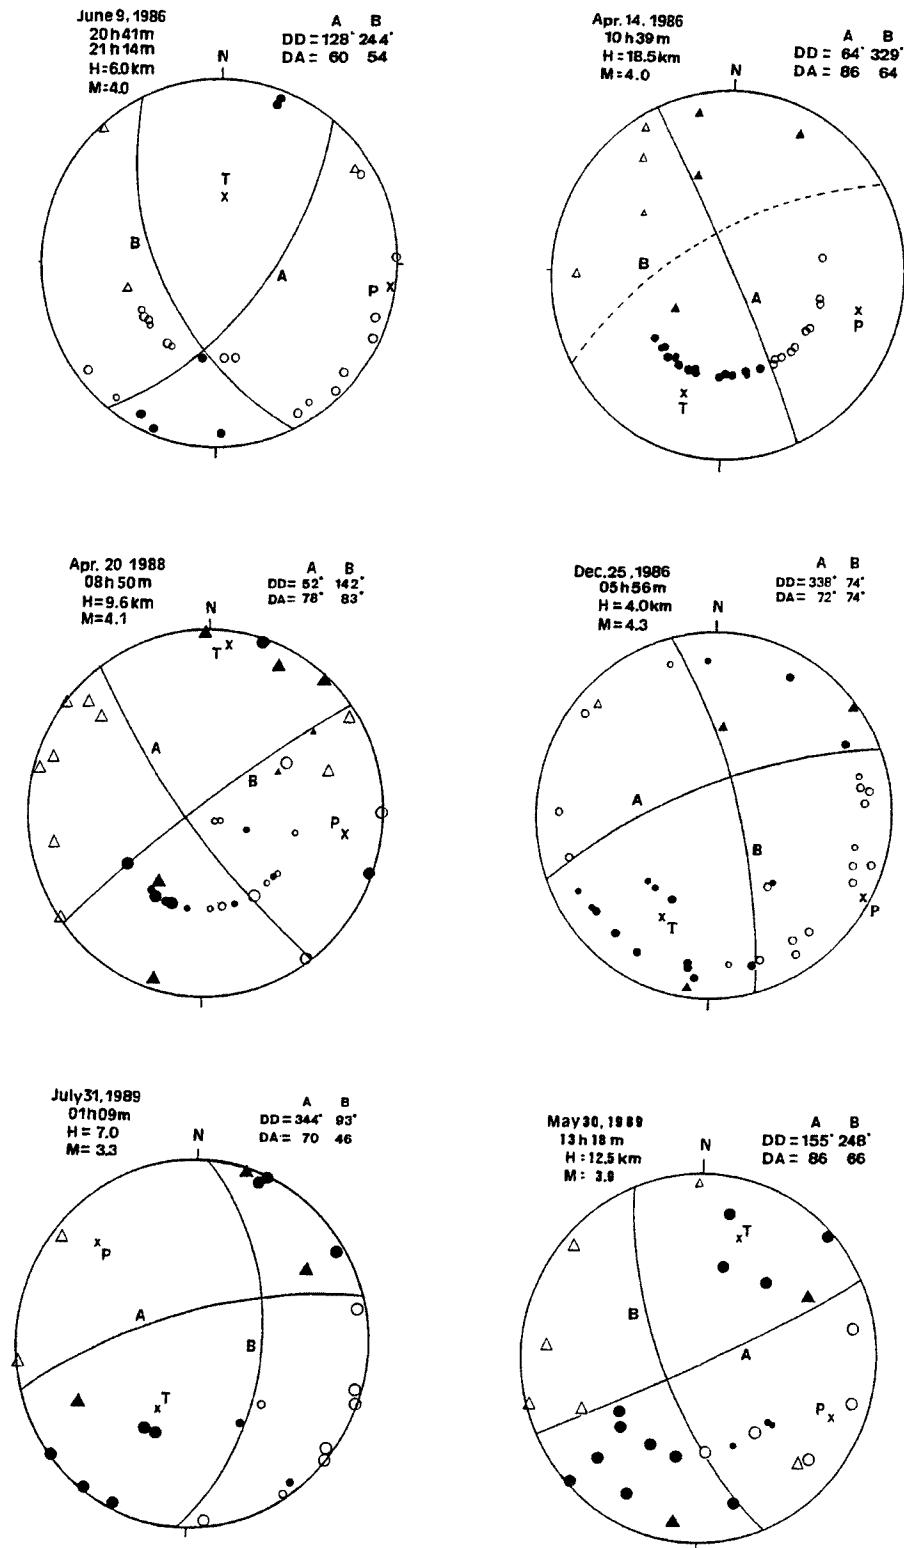 June 9, 1986
20h41m
21h14m
H=6.0km
M=4.0
A B
DD=128° 244°
DA= 60 54
N
T
x
B
A
P x
Apr. 14, 1986
10h39m
H=18.5km
M=4.0
A B
DD= 64° 329°
DA= 86 64
N
B
A
x
P
x
T
Apr. 20 1988
08h50m
H=9.6km
M=4.1
A B
DD= 52° 142°
DA= 78° 83°
N
T x
A
B
P x
Dec. 25, 1986
05h56m
H = 4.0km
M= 4.3
A B
DD= 338° 74°
DA= 72° 74°
N
A
B
x
T
x
P
July 31, 1989
01h09m
H = 7.0
M= 3.3
A B
DD=344° 93°
DA= 70 46
N
x
P
A
B
T
x
May 30, 1989
13h18m
H=12.5km
M= 3.9
A B
DD=155° 248°
DA= 86 66
N
T
x
B
A
P x